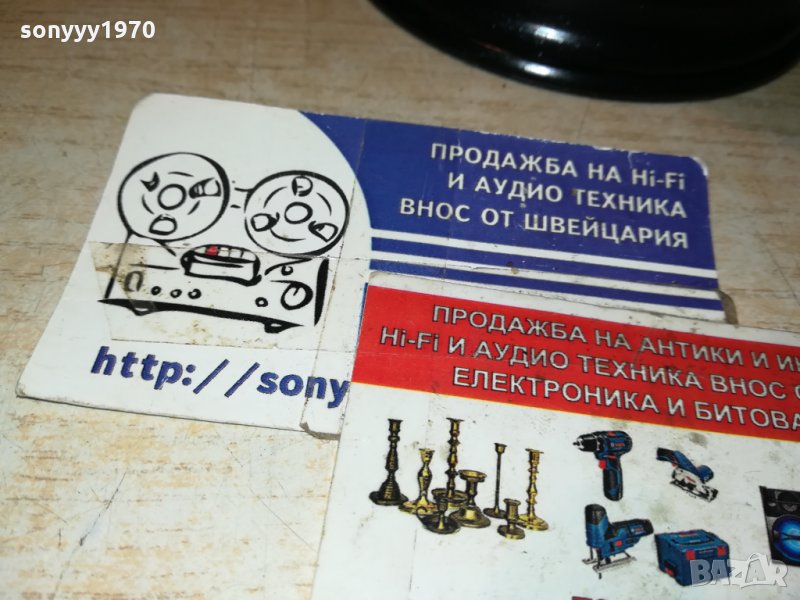 sonyyy1970
ПРОДАЖБА НА Hi-Fi
И АУДИО ТЕХНИКА
ВНОС ОТ ШВЕЙЦАРИЯ
http://sony
ПРОДАЖБА НА АНТИКИ И
Hi-Fi И АУДИО ТЕХНИКА ВНОС
ЕЛЕКТРОНИКА И БИТОВА
BAZAR